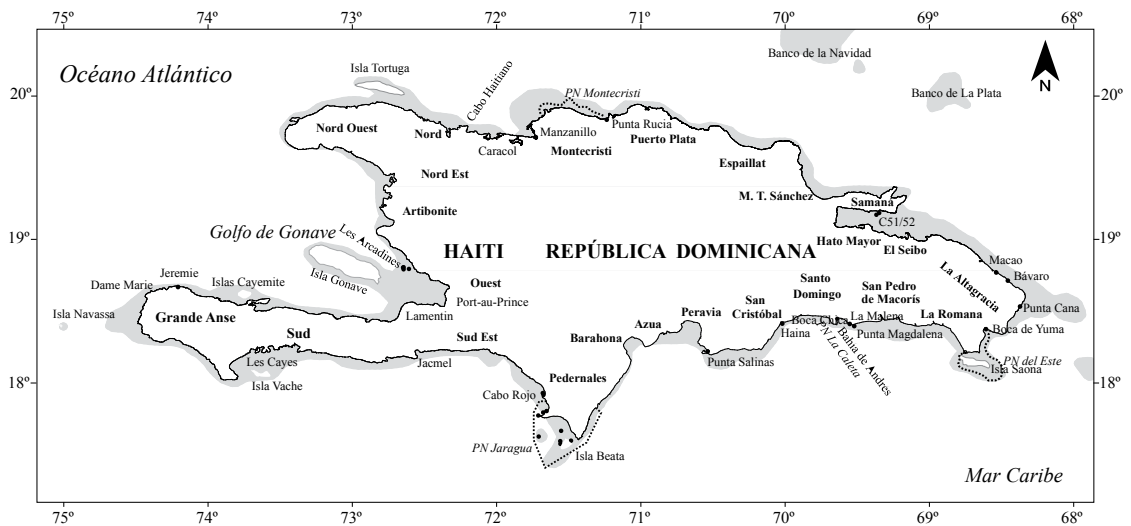 75º 74º 73º 72º 71º 70º 69º 68º
Océano Atlántico
Isla Tortuga
Cabo Haitiano
PN Montecristi
Banco de la Navidad
Banco de La Plata
N
20º
20º
Nord Ouest
Nord
Caracol
Manzanillo
Montecristi
Punta Rucia
Puerto Plata
Espaillat
Nord Est
M. T. Sánchez
Samaná
C51/52
Artibonite
19º
19º
Golfo de Gonave
Les Arcadines
Isla Gonave
HAITI
REPÚBLICA DOMINICANA
Hato Mayor
El Seibo
Macao
Bávaro
La Altagracia
Punta Cana
Jeremie
Dame Marie
Islas Cayemite
Ouest
Port-au-Prince
Lamentin
Isla Navassa
Grande Anse
Sud
Sud Est
Les Cayes
Isla Vache
Jacmel
Barahona
Azua
Peravia
San
Cristóbal
Santo
Domingo
San Pedro
de Macorís
La Romana
Boca Chica
La Malena
Haina
Punta Magdalena
Boca de Yuma
PN La Caleta
Bahía de Andres
Punta Salinas
PN del Este
Isla Saona
18º
18º
Pedernales
Cabo Rojo
PN Jaragua
Isla Beata
Mar Caribe
75º 74º 73º 72º 71º 70º 69º 68º